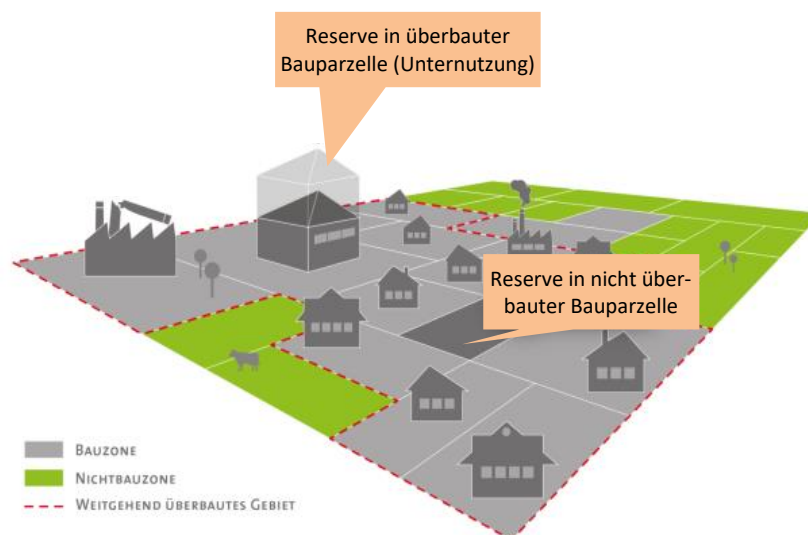 Reserve in überbauter
Bauparzelle (Unternutzung)
Reserve in nicht über-
bauter Bauparzelle
BAUZONE
NICHTBAUZONE
WEITGEHEND ÜBERBAUTES GEBIET